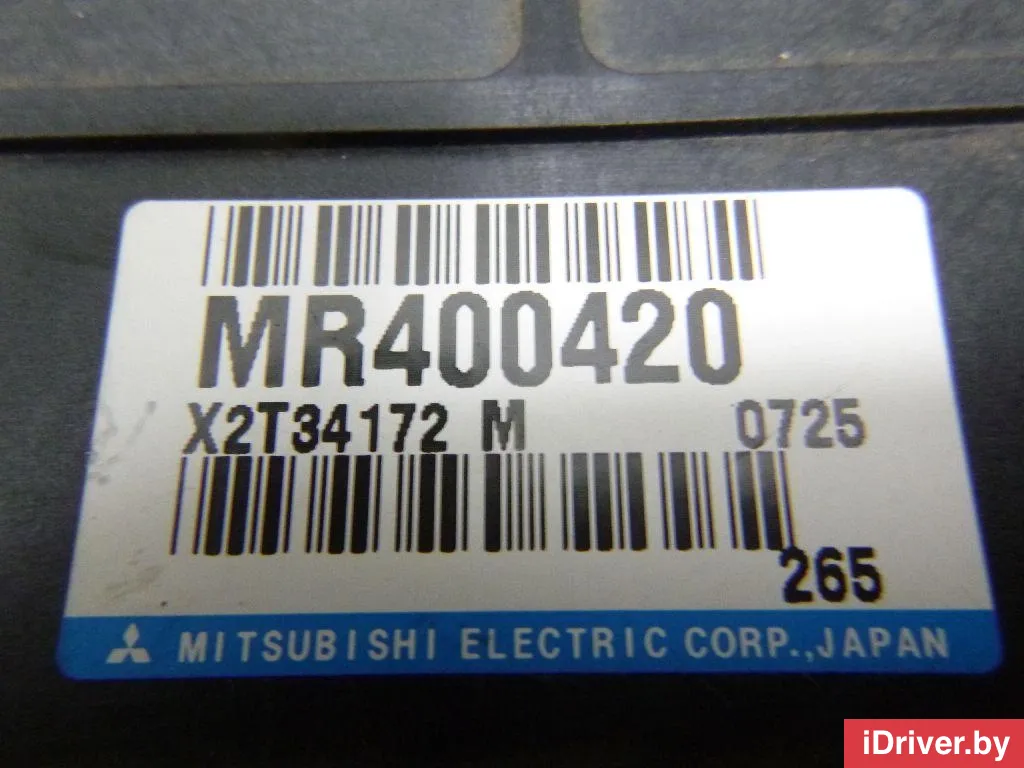 MR400420
X2T34172 M 0725
265
MITSUBISHI ELECTRIC CORP.,JAPAN
iDriver.by